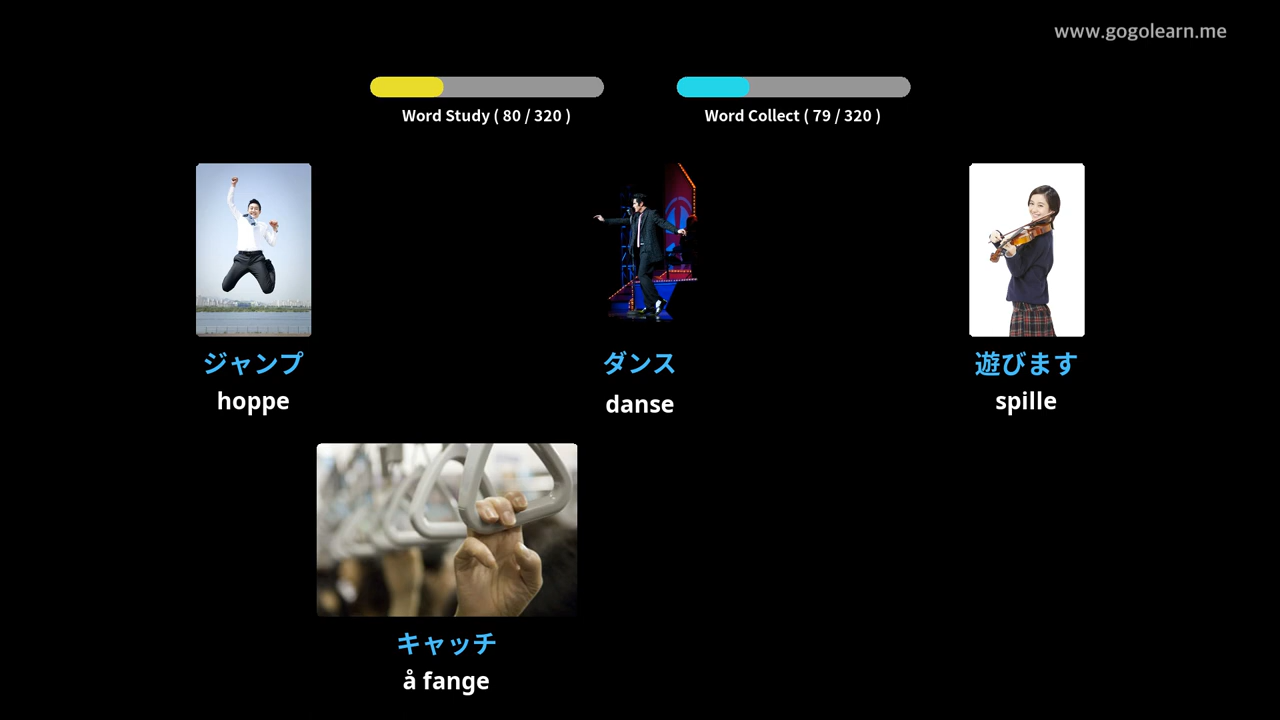 www.gogolearn.me
Word Study ( 80 / 320 )
Word Collect ( 79 / 320 )
ジャンプ
hoppe
ダンス
danse
遊びます
spille
キャッチ
å fange